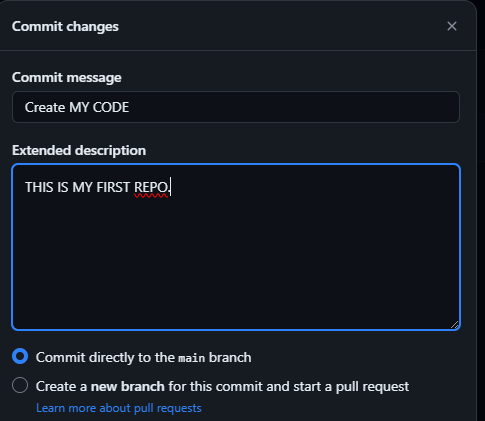 Commit changes
Commit message
Create MY CODE
Extended description
THIS IS MY FIRST REPO.
Commit directly to the main branch
Create a new branch for this commit and start a pull request
Learn more about pull requests